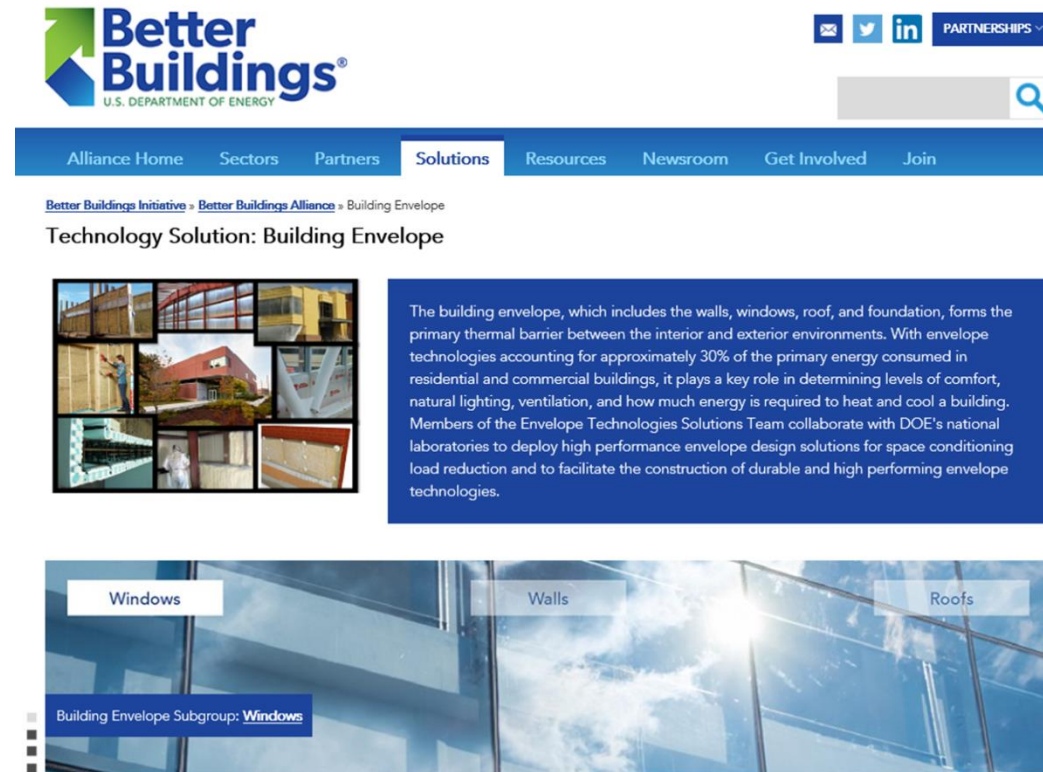 Better
Buildings®
U.S. DEPARTMENT OF ENERGY
in
PARTNERSHIPS
Alliance Home Sectors Partners Solutions Resources Newsroom Get Involved Join
Better Buildings Initiative » Better Buildings Alliance » Building Envelope
Technology Solution: Building Envelope
The building envelope, which includes the walls, windows, roof, and foundation, forms the
primary thermal barrier between the interior and exterior environments. With envelope
technologies accounting for approximately 30% of the primary energy consumed in
residential and commercial buildings, it plays a key role in determining levels of comfort,
natural lighting, ventilation, and how much energy is required to heat and cool a building.
Members of the Envelope Technologies Solutions Team collaborate with DOE's national
laboratories to deploy high performance envelope design solutions for space conditioning
load reduction and to facilitate the construction of durable and high performing envelope
technologies.
Windows Walls Roofs
Building Envelope Subgroup: Windows